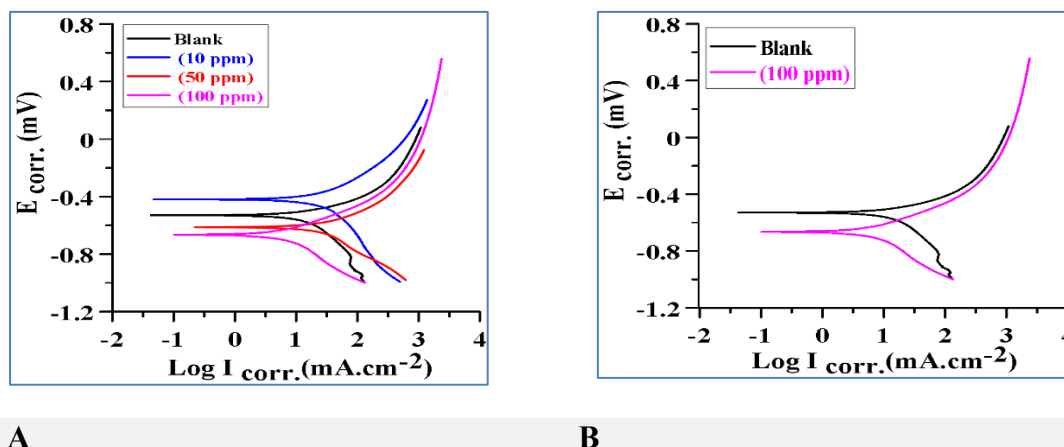 0.8
0.4
0
-0.4
-0.8
-1.2
E corr. (mV)
Blank
(10 ppm)
(50 ppm)
(100 ppm)
-2 -1 0 1 2 3 4
Log I corr.(mA.cm-2)
A
0.8
0.4
0
-0.4
-0.8
-1.2
E corr. (mV)
Blank
(100 ppm)
-2 -1 0 1 2 3 4
Log I corr.(mA.cm-2)
B